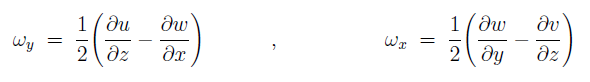 ω_y = 1/2 ( ∂u/∂z − ∂w/∂x ) , ω_x = 1/2 ( ∂w/∂y − ∂v/∂z )